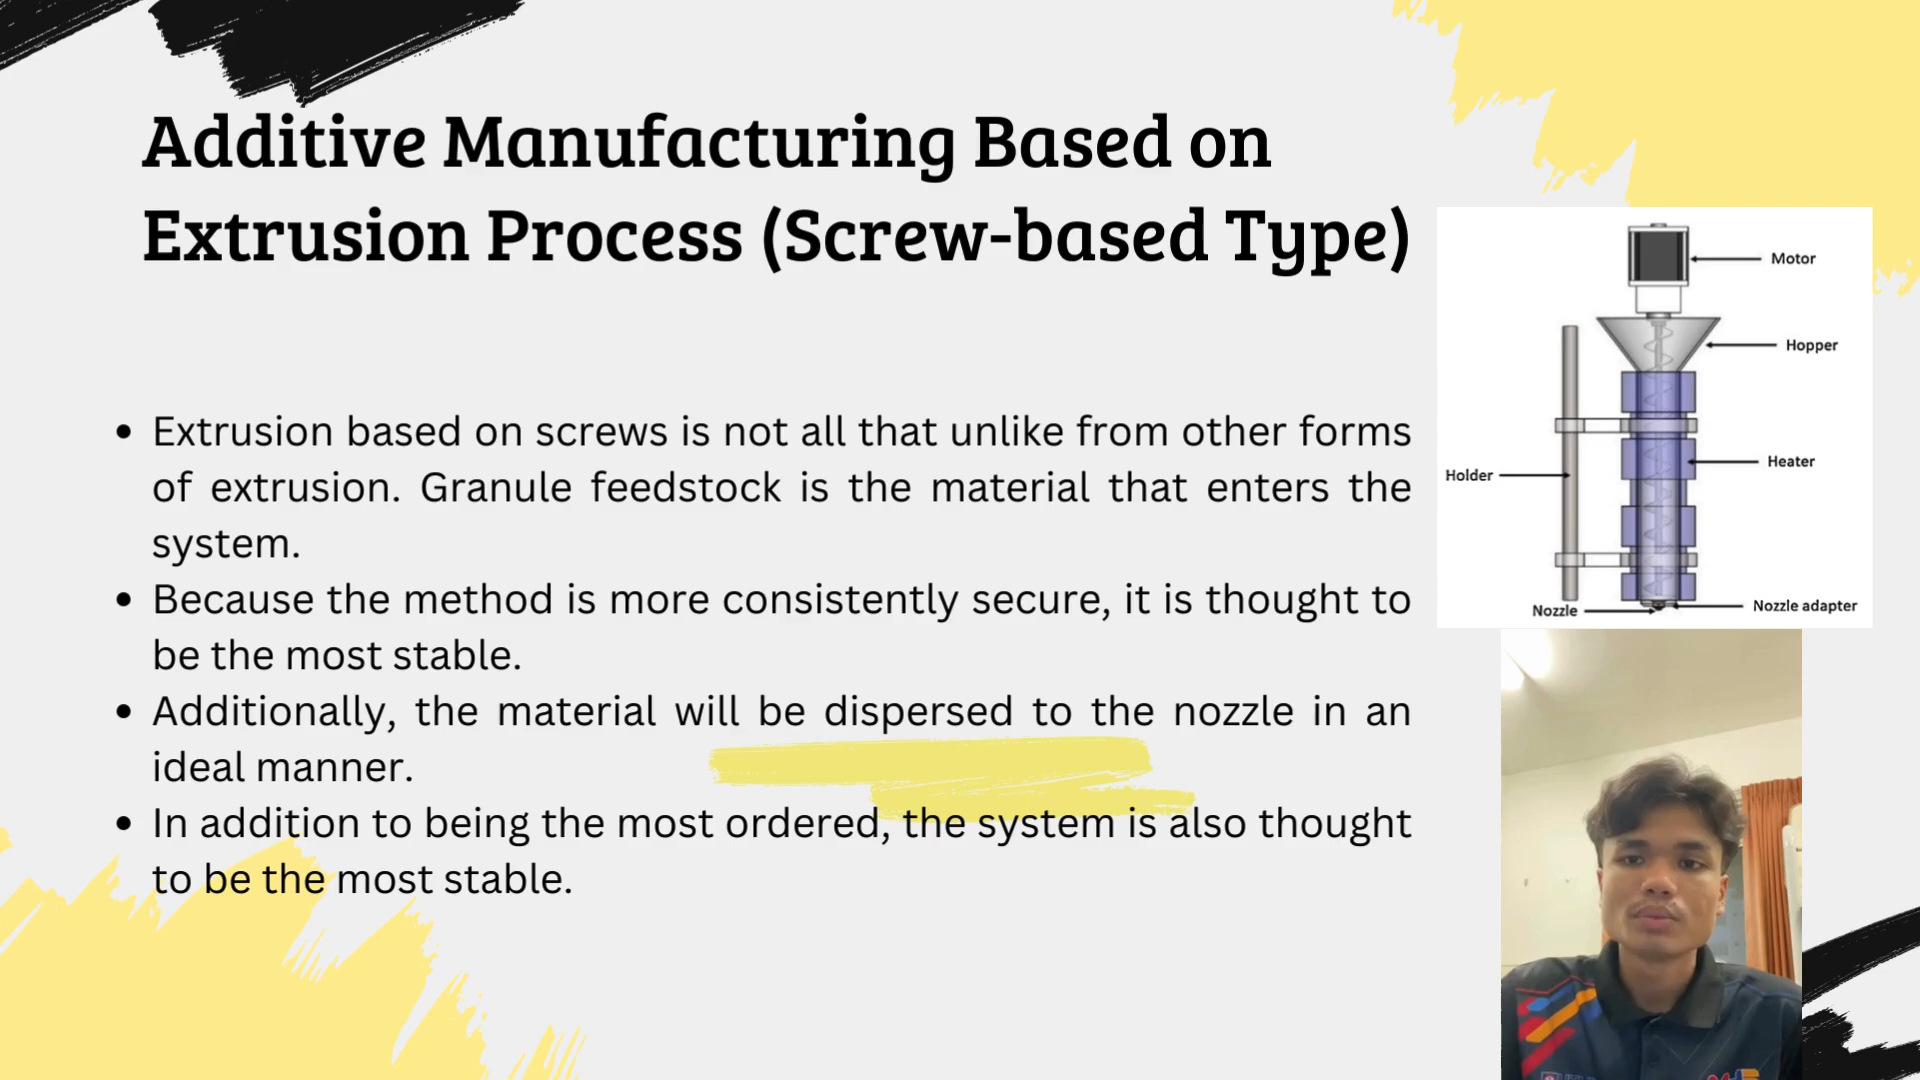 Additive Manufacturing Based on
Extrusion Process (Screw-based Type)
• Extrusion based on screws is not all that unlike from other forms
of extrusion. Granule feedstock is the material that enters the
system.
• Because the method is more consistently secure, it is thought to
be the most stable.
• Additionally, the material will be dispersed to the nozzle in an
ideal manner.
• In addition to being the most ordered, the system is also thought
to be the most stable.
Motor
Hopper
Heater
Holder
Nozzle
Nozzle adapter